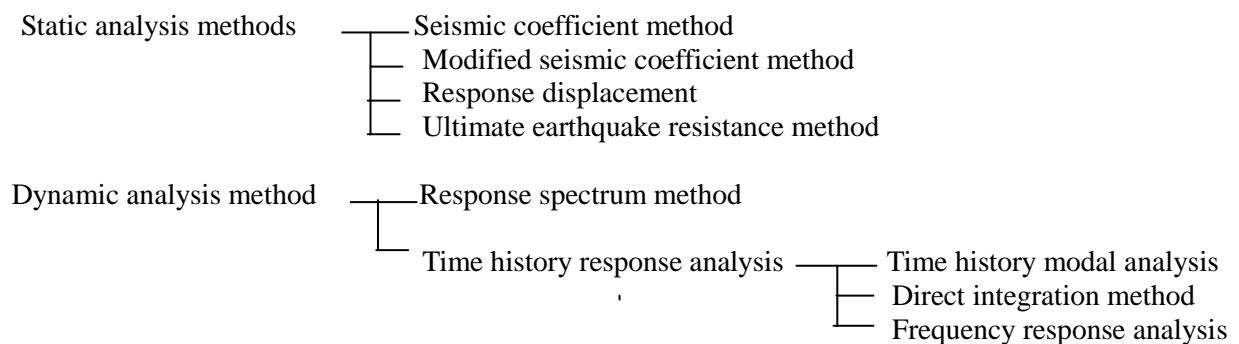 Static analysis methods Seismic coefficient method
Modified seismic coefficient method
Response displacement
Ultimate earthquake resistance method
Dynamic analysis method Response spectrum method
Time history response analysis Time history modal analysis
Direct integration method
Frequency response analysis